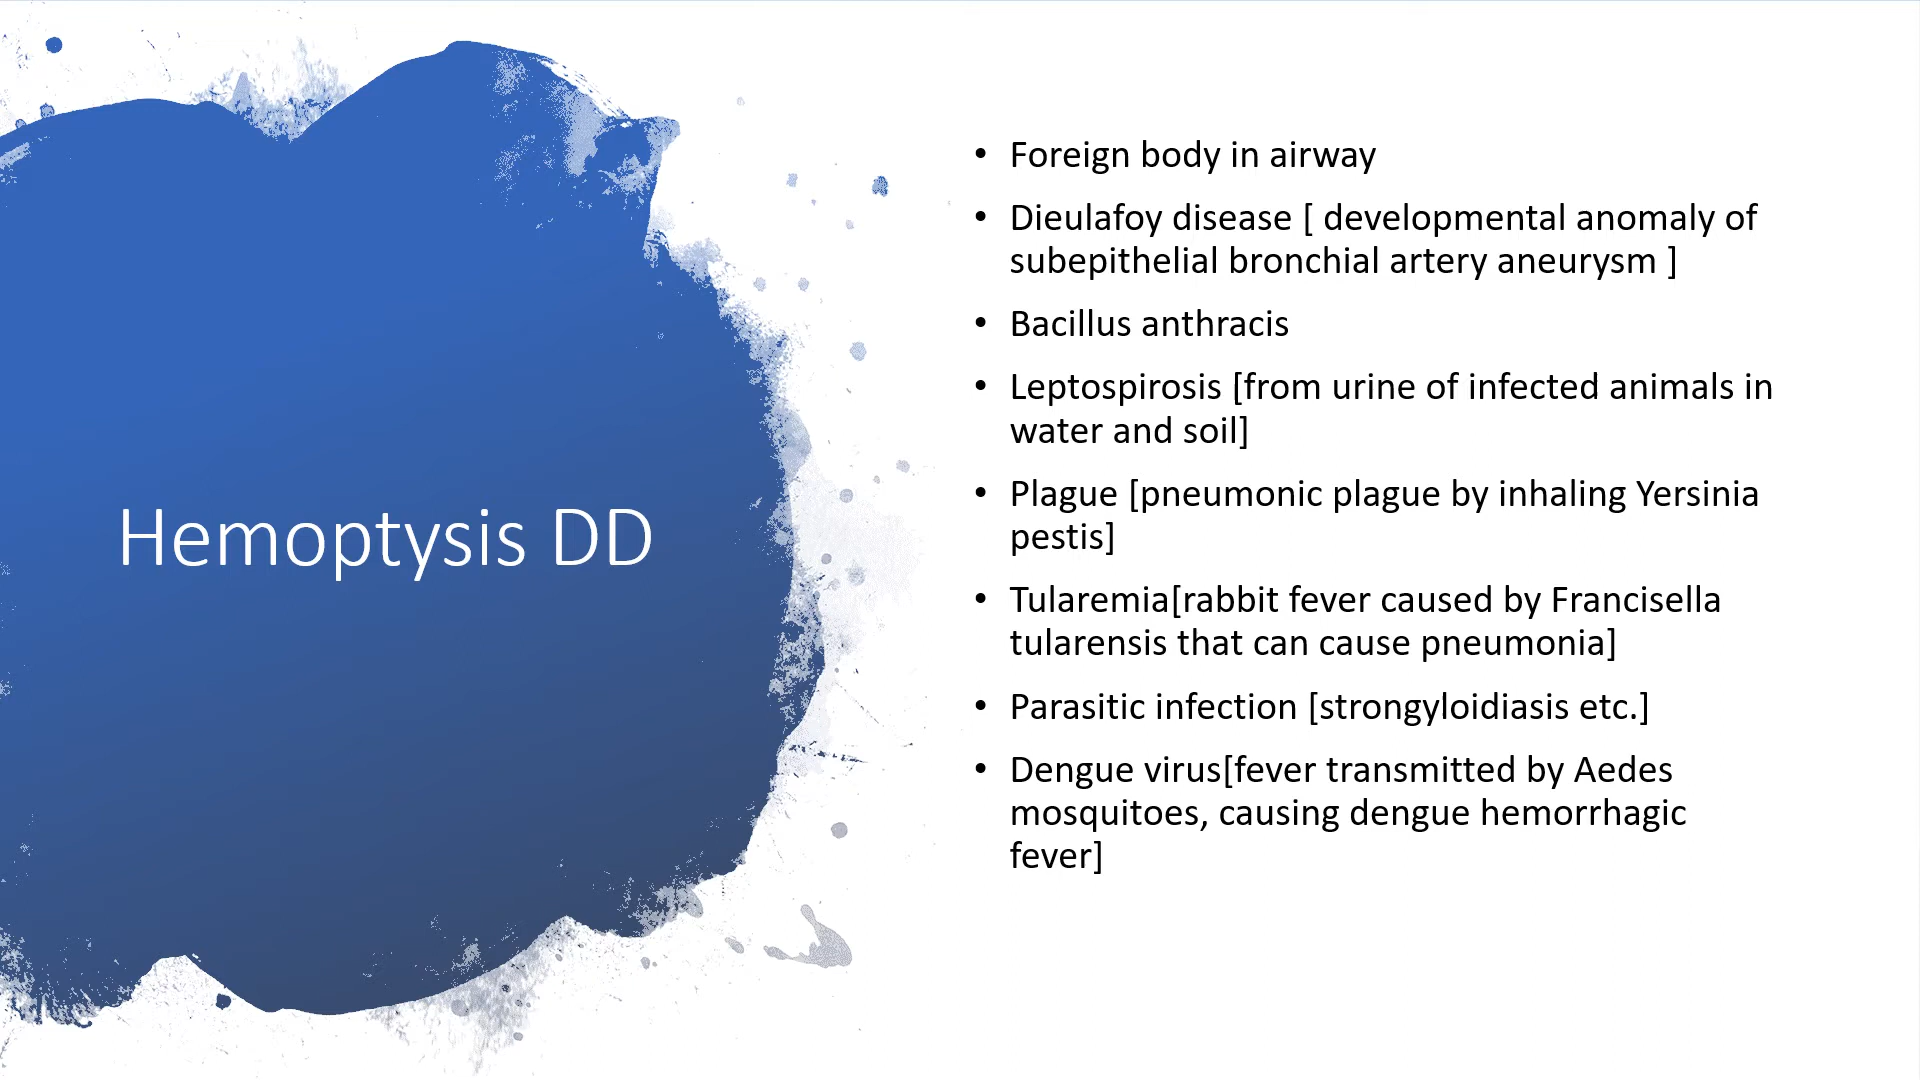 Hemoptysis DD
• Foreign body in airway
• Dieulafoy disease [ developmental anomaly of
subepithelial bronchial artery aneurysm ]
• Bacillus anthracis
• Leptospirosis [from urine of infected animals in
water and soil]
• Plague [pneumonic plague by inhaling Yersinia
pestis]
• Tularemia[rabbit fever caused by Francisella
tularensis that can cause pneumonia]
• Parasitic infection [strongyloidiasis etc.]
• Dengue virus[fever transmitted by Aedes
mosquitoes, causing dengue hemorrhagic
fever]